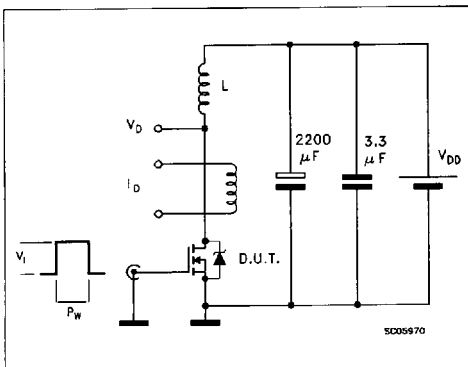 L
V_D
2200
μF
3.3
μF
V_DD
I_D
D.U.T.
V_i
P_W
SC05970